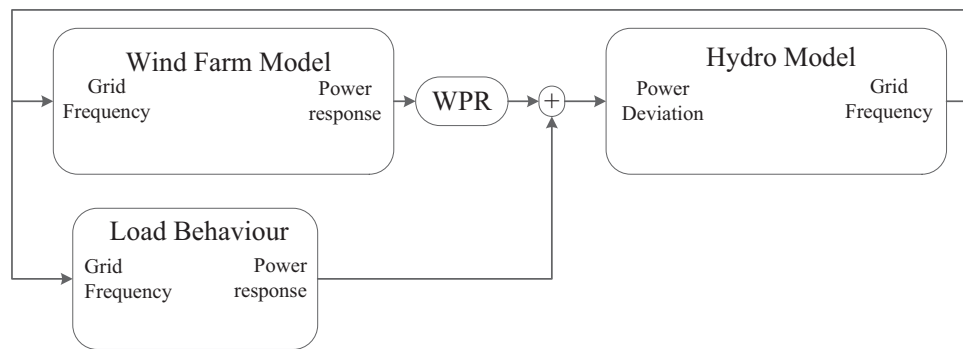 Wind Farm Model
Grid
Frequency
Power
response
WPR
+
Hydro Model
Power
Deviation
Grid
Frequency
Load Behaviour
Grid
Frequency
Power
response